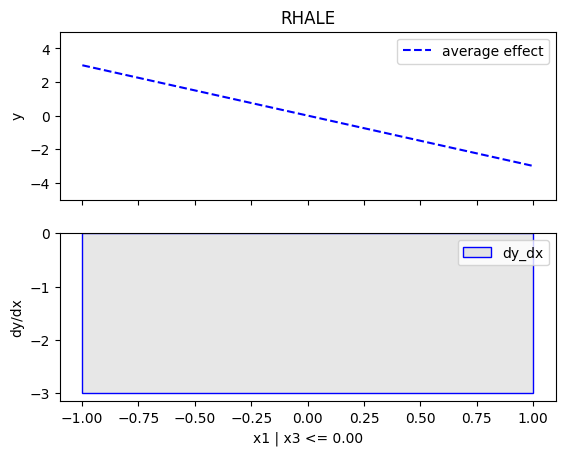 RHALE
4
2
0
−2
−4
y
average effect
0
−1
−2
−3
dy/dx
dy_dx
−1.00 −0.75 −0.50 −0.25 0.00 0.25 0.50 0.75 1.00
x1 | x3 <= 0.00